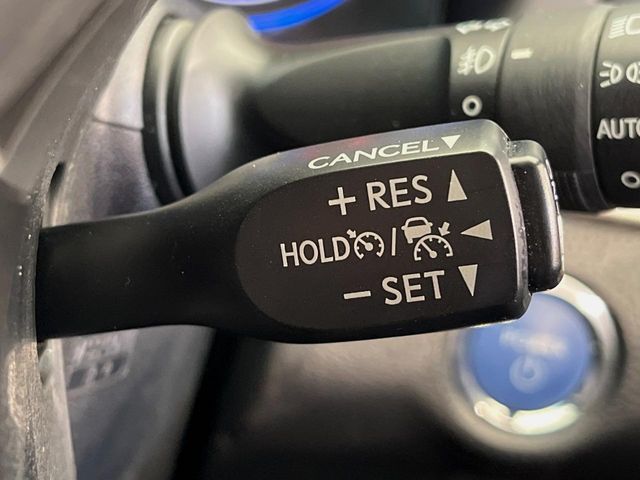 CANCEL▼
+ RES ▲
HOLD / ◀
− SET ▼
AUTO